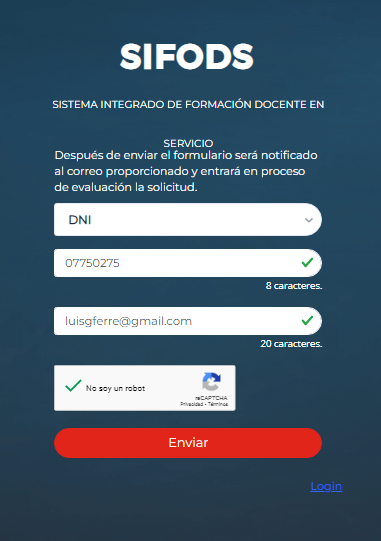 SIFODS
SISTEMA INTEGRADO DE FORMACIÓN DOCENTE EN
SERVICIO
Después de enviar el formulario será notificado
al correo proporcionado y entrará en proceso
de evaluación la solicitud.
DNI
07750275
8 caracteres.
luisgferre@gmail.com
20 caracteres.
No soy un robot
reCAPTCHA
Privacidad - Términos
Enviar
Login